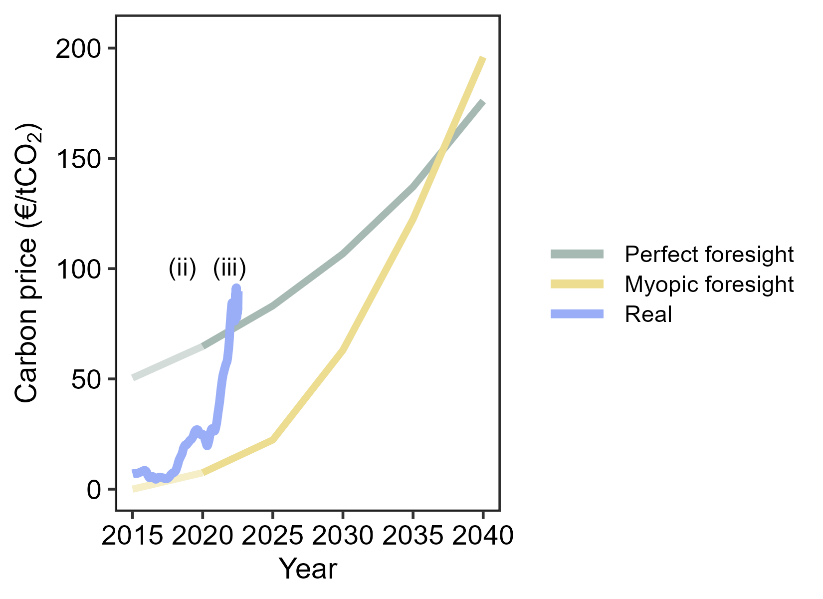 Carbon price (€/tCO₂)
200
150
100
50
0
(ii) (iii)
2015 2020 2025 2030 2035 2040
Year
Perfect foresight
Myopic foresight
Real